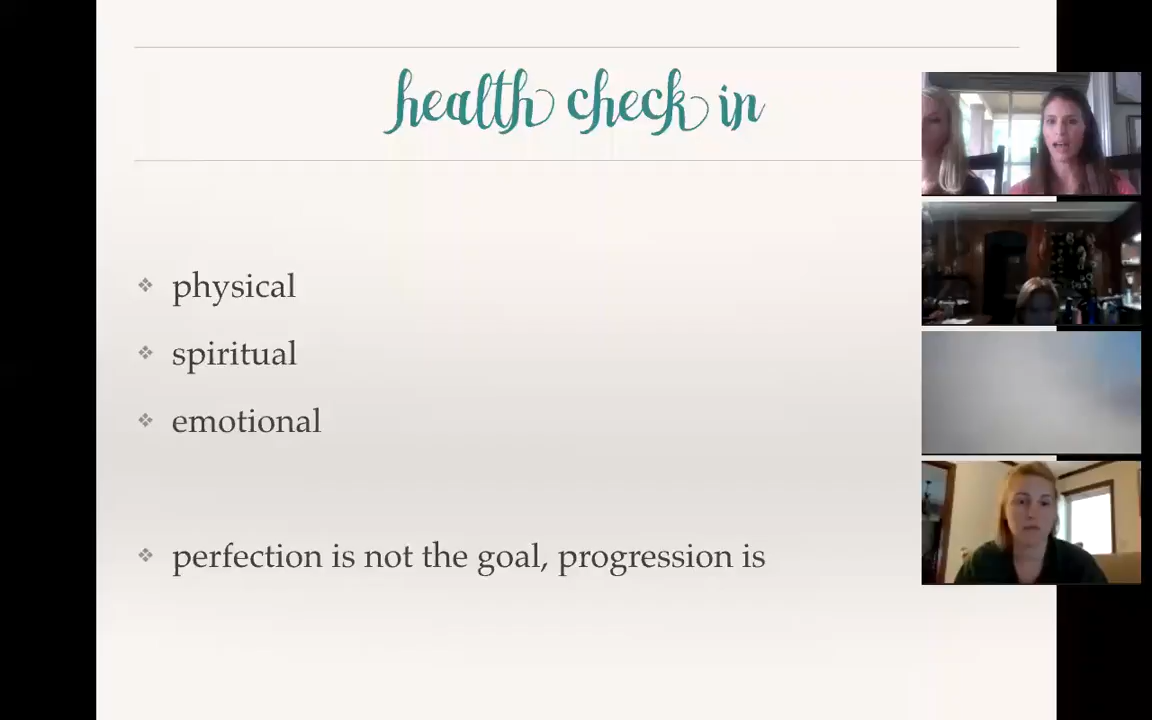 health check in
physical
spiritual
emotional
perfection is not the goal, progression is